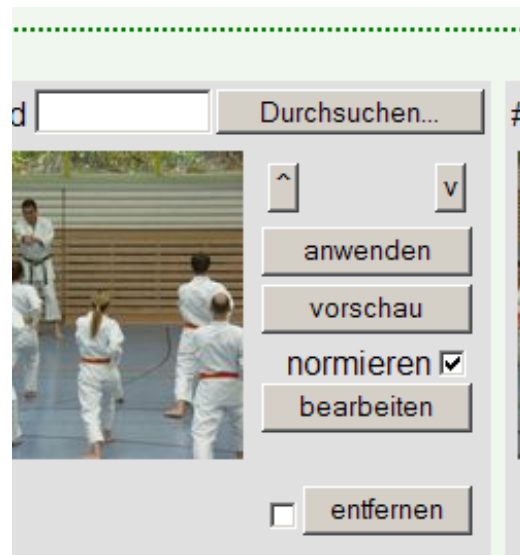 d Durchsuchen... #
^ v
anwenden
vorschau
normieren
bearbeiten
entfernen